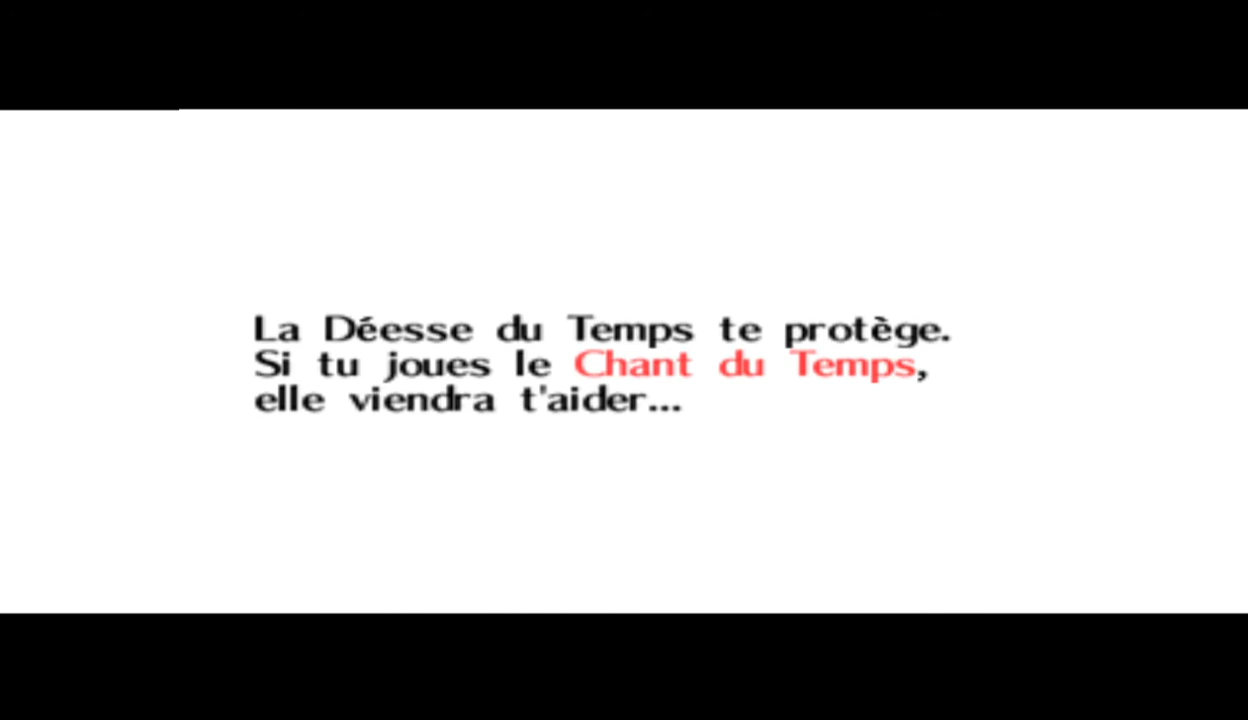 La Déesse du Temps te protège.
Si tu joues le Chant du Temps,
elle viendra t'aider...